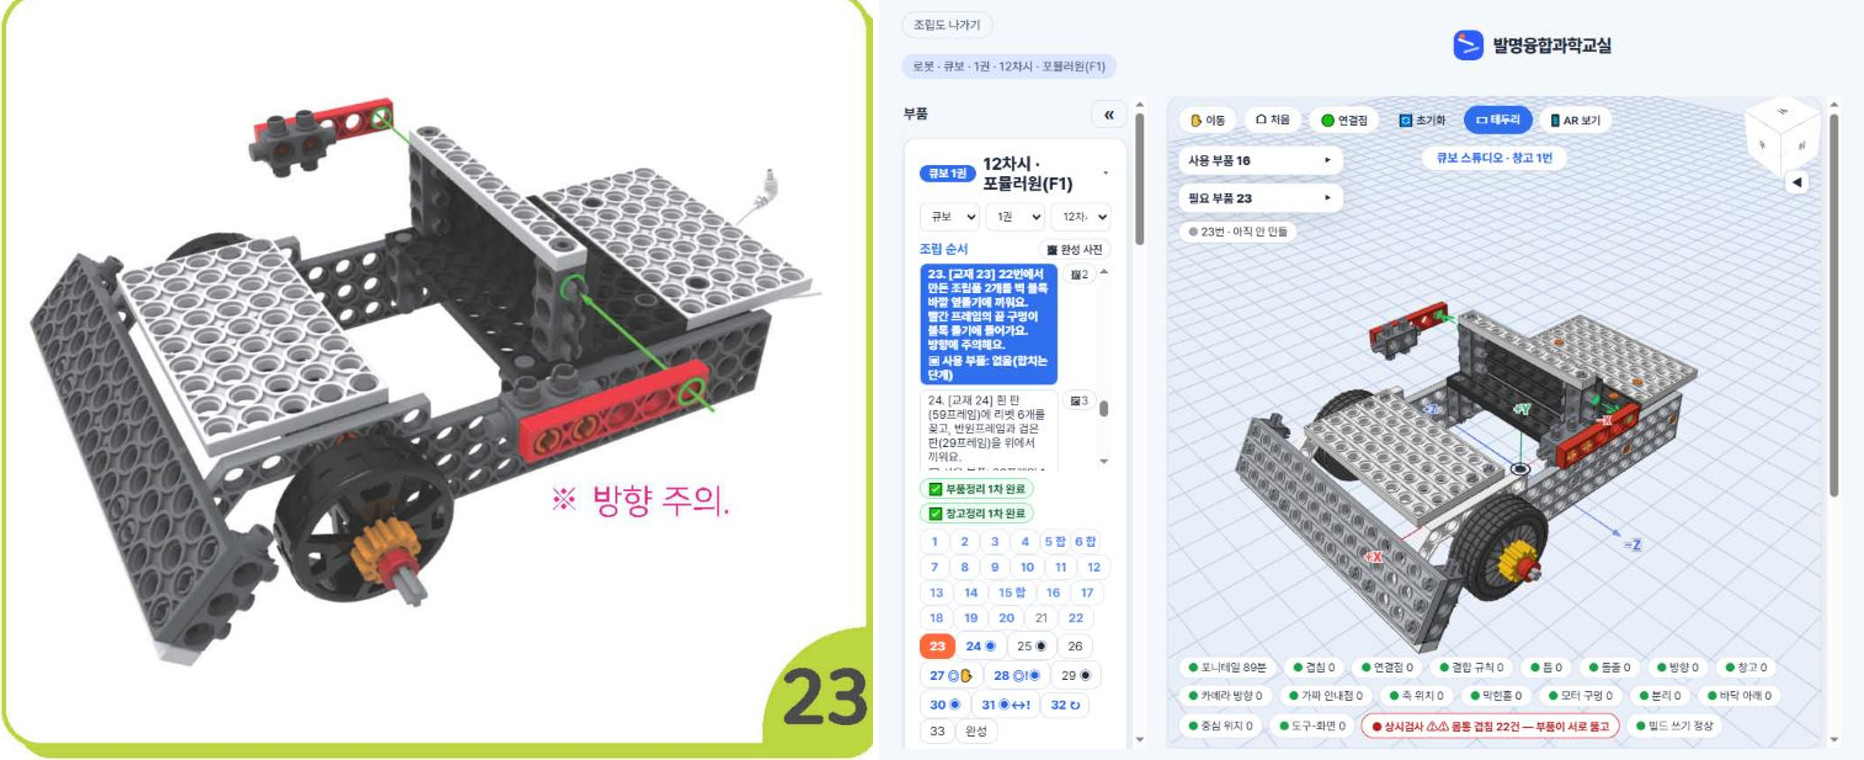 ※ 방향 주의.
23
조립도 나가기
로봇 · 큐보 · 1권 · 12차시 · 포뮬러원(F1)
발명융합과학교실
부품
«
큐보 1권
12차시 ·
포뮬러원(F1)
큐보
1권
12차
조립 순서
완성 사진
23. [교재 23] 22번에서
만든 조립품 2개를 벽 블록
바깥 옆돌기에 끼워요.
빨간 프레임의 끝 구멍이
블록 돌기에 들어가요.
방향에 주의해요.
사용 부품: 없음(합치는
단계)
2
24. [교재 24] 흰 판
(59프레임)에 리벳 6개를
꽂고, 반원프레임과 검은
판(29프레임)을 위에서
끼워요.
3
부품정리 1차 완료
창고정리 1차 완료
1 2 3 4 5 합 6 합
7 8 9 10 11 12
13 14 15 합 16 17
18 19 20 21 22
23 24 25 26
27 28 ! 29
30 31 ↔! 32 ↻
33 완성
이동
처음
연결점
초기화
테두리
AR 보기
사용 부품 16
큐보 스튜디오 · 창고 1번
필요 부품 23
23번 · 아직 안 만듦
+Z
+Y
-X
+X
-Z
포니테일 89분
겹침 0
연결점 0
결합 규칙 0
틈 0
돌출 0
방향 0
창고 0
카메라 방향 0
가짜 안내점 0
축 위치 0
막힌홀 0
모터 구멍 0
분리 0
바닥 아래 0
중심 위치 0
도구-화면 0
상시검사 ⚠⚠ 몸통 겹침 22건 — 부품이 서로 뚫고
빌드 쓰기 정상